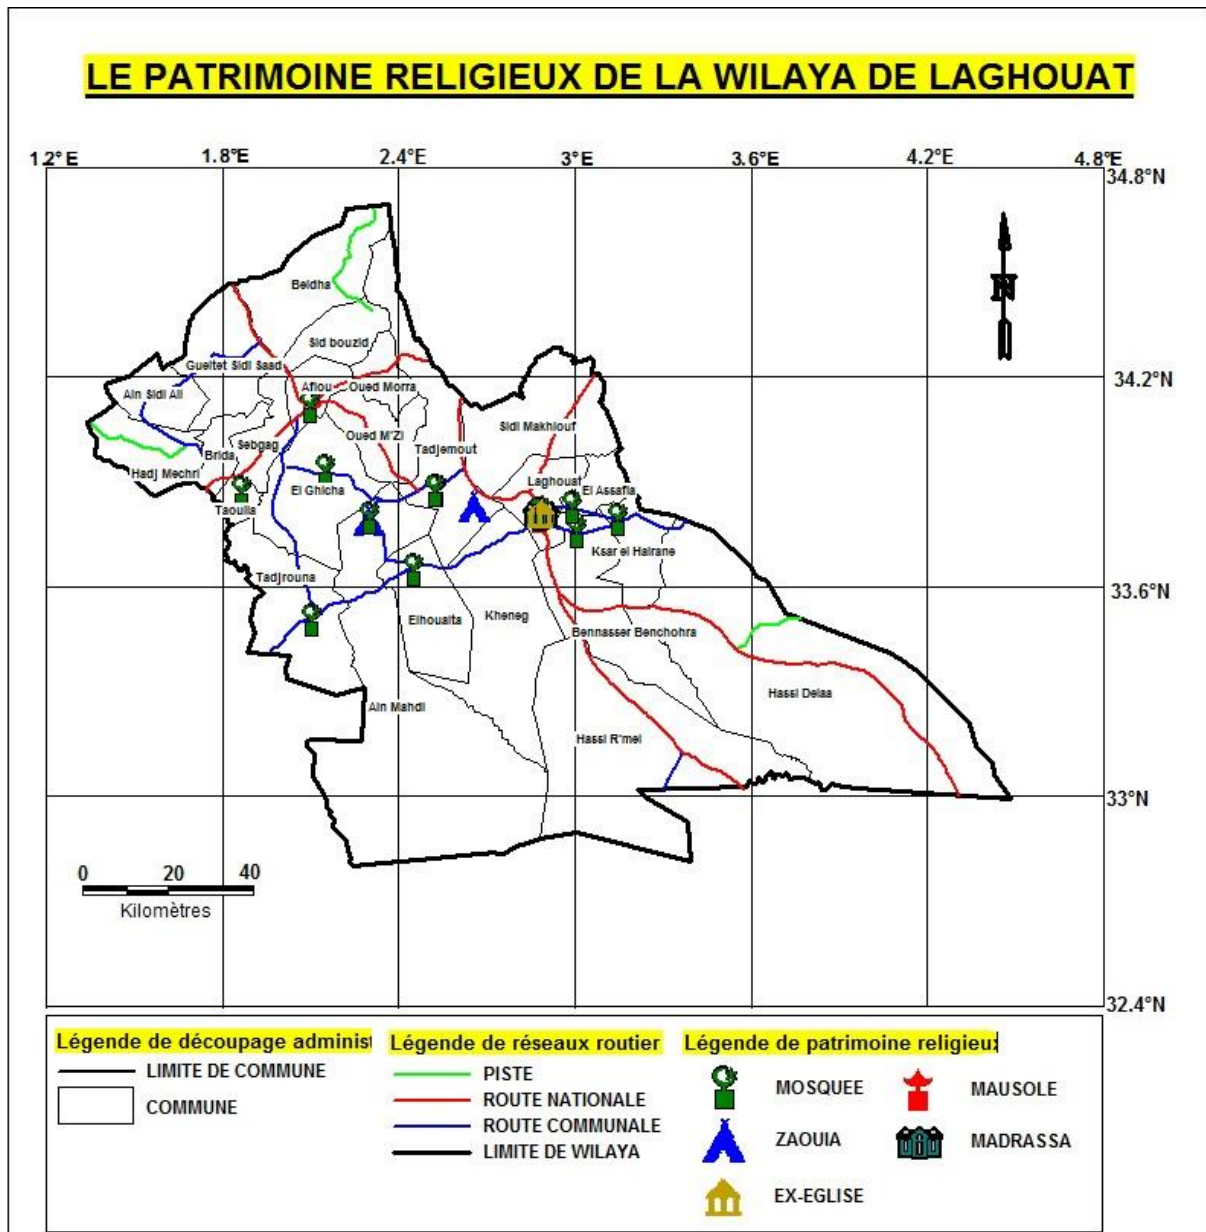 LE PATRIMOINE RELIGIEUX DE LA WILAYA DE LAGHOUAT
1.2° E 1.8°E 2.4°E 3°E 3.6°E 4.2°E 4.8°E
34.8°N
N
Beidha
Sid bouzid
Gueltet Sidi Saad
34.2°N
Ain Sidi Ali
Aflou
Oued Morra
Sidi Makhlouf
Oued M'Zi
Sebgag
Tadjemout
Brida
Hadj Mechri
Laghouat
El Assafia
El Ghicha
Taouila
Ksar el Hairane
Tadjrouna
33.6°N
Elhouaita
Kheneg
Bennasser Benchohra
Hassi Delaa
Ain Mahdi
Hassi R'mel
33°N
0 20 40
Kilomètres
32.4°N
Légende de découpage administ
LIMITE DE COMMUNE
COMMUNE
Légende de réseaux routier
PISTE
ROUTE NATIONALE
ROUTE COMMUNALE
LIMITE DE WILAYA
Légende de patrimoine religieux
MOSQUEE
MAUSOLE
ZAOUIA
MADRASSA
EX-EGLISE